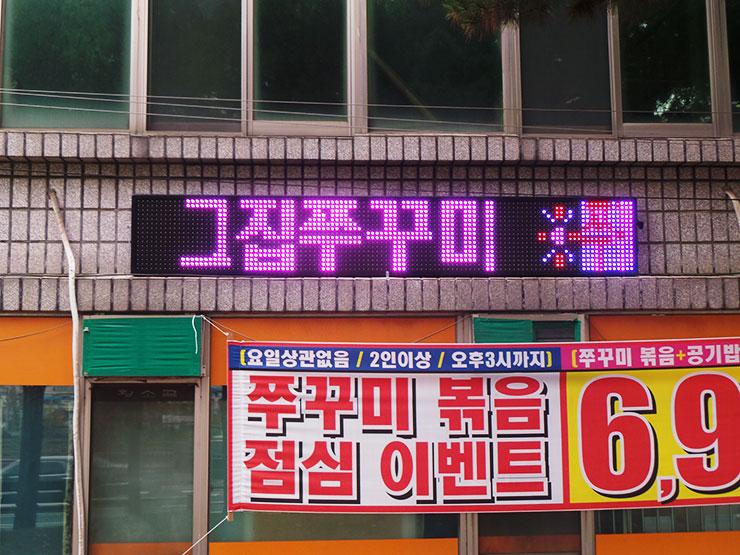 그집쭈꾸미
(요일상관없음 / 2인이상 / 오후3시까지)
(쭈꾸미 볶음+공기밥
쭈꾸미 볶음
점심 이벤트
6,9